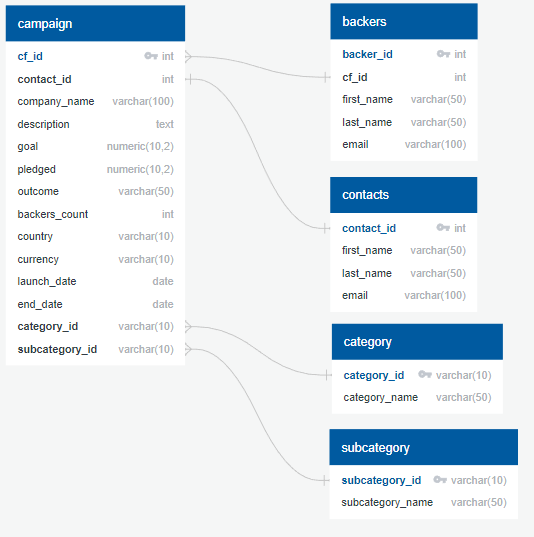 campaign
cf_id int
contact_id int
company_name varchar(100)
description text
goal numeric(10,2)
pledged numeric(10,2)
outcome varchar(50)
backers_count int
country varchar(10)
currency varchar(10)
launch_date date
end_date date
category_id varchar(10)
subcategory_id varchar(10)
backers
backer_id int
cf_id int
first_name varchar(50)
last_name varchar(50)
email varchar(100)
contacts
contact_id int
first_name varchar(50)
last_name varchar(50)
email varchar(100)
category
category_id varchar(10)
category_name varchar(50)
subcategory
subcategory_id varchar(10)
subcategory_name varchar(50)